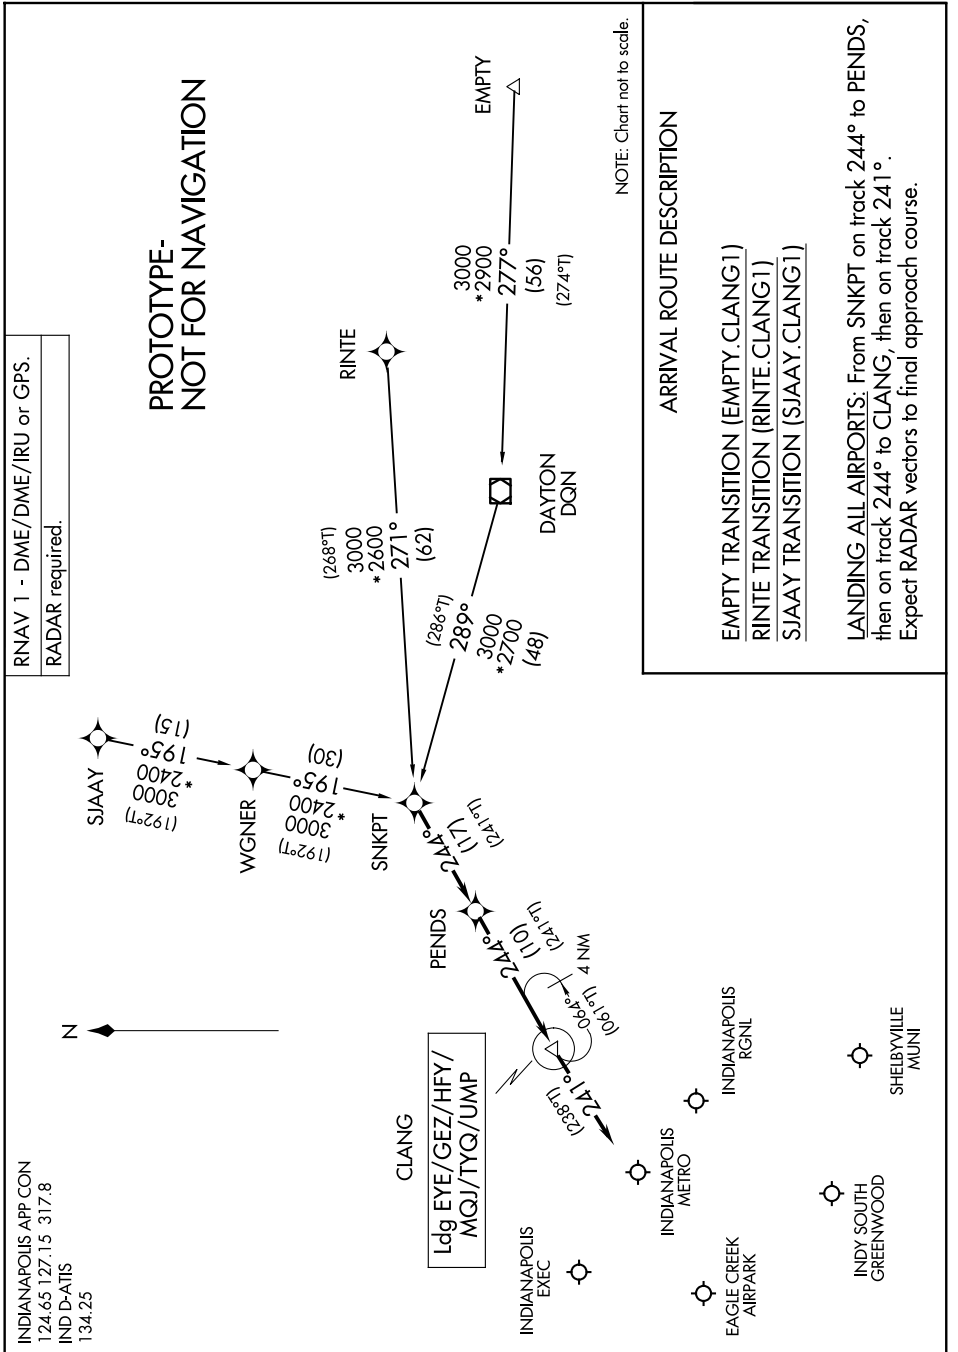 INDIANAPOLIS APP CON
124.65 127.15 317.8
IND D-ATIS
134.25
RNAV 1 - DME/DME/IRU or GPS.
RADAR required.
PROTOTYPE-
NOT FOR NAVIGATION
N
SJAAY
(15)
195°
*2400
3000
(192°T)
WGNER
(30)
195°
*2400
3000
(192°T)
SNKPT
RINTE
(268°T)
3000
*2600
271°
(62)
EMPTY
3000
*2900
277°
(56)
(274°T)
DAYTON
DQN
(286°T)
289°
3000
*2700
(48)
244°
(17)
(241°T)
PENDS
244°
(10)
(241°T)
4 NM
064°
(061°T)
CLANG
Ldg EYE/GEZ/HFY/
MQJ/TYQ/UMP
241°
(238°T)
INDIANAPOLIS
EXEC
INDIANAPOLIS
METRO
INDIANAPOLIS
RGNL
EAGLE CREEK
AIRPARK
INDY SOUTH
GREENWOOD
SHELBYVILLE
MUNI
NOTE: Chart not to scale.
ARRIVAL ROUTE DESCRIPTION
EMPTY TRANSITION (EMPTY.CLANG1)
RINTE TRANSITION (RINTE.CLANG1)
SJAAY TRANSITION (SJAAY.CLANG1)
LANDING ALL AIRPORTS: From SNKPT on track 244° to PENDS,
then on track 244° to CLANG, then on track 241°.
Expect RADAR vectors to final approach course.